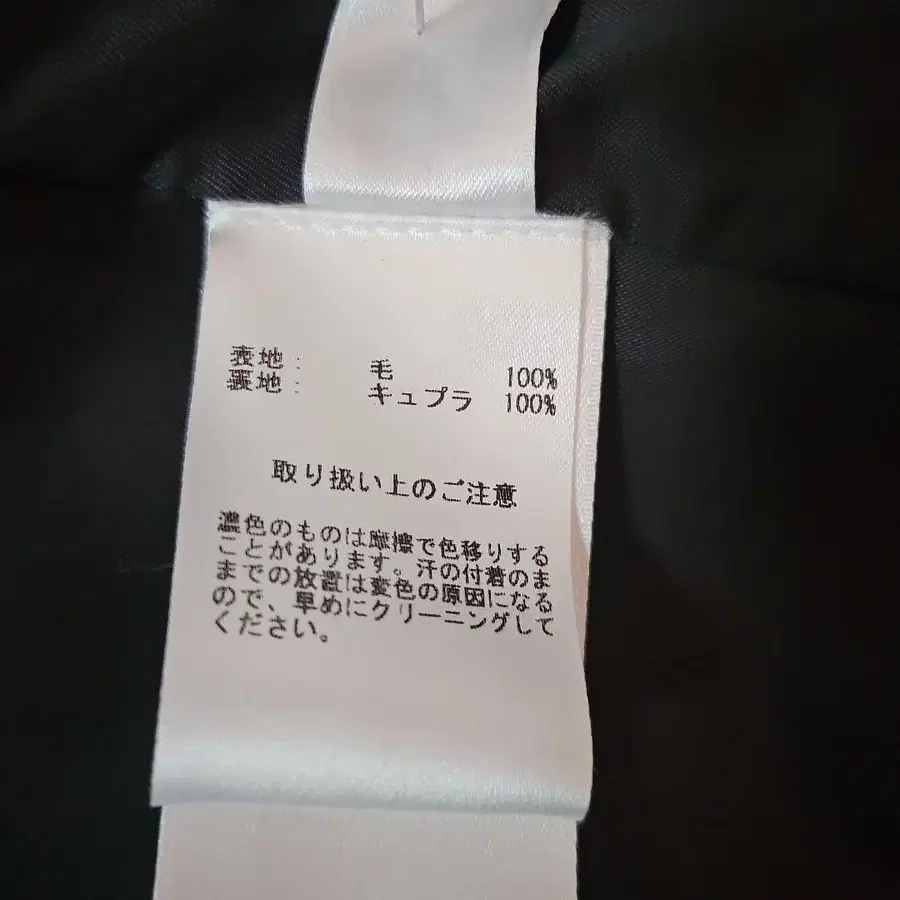 表地： 毛 100%
裏地： キュプラ 100%
取り扱い上のご注意
濃色のものは摩擦で色移りする
ことがあります。汗の付着のま
までの放置は変色の原因になる
ので、早めにクリーニングして
ください。